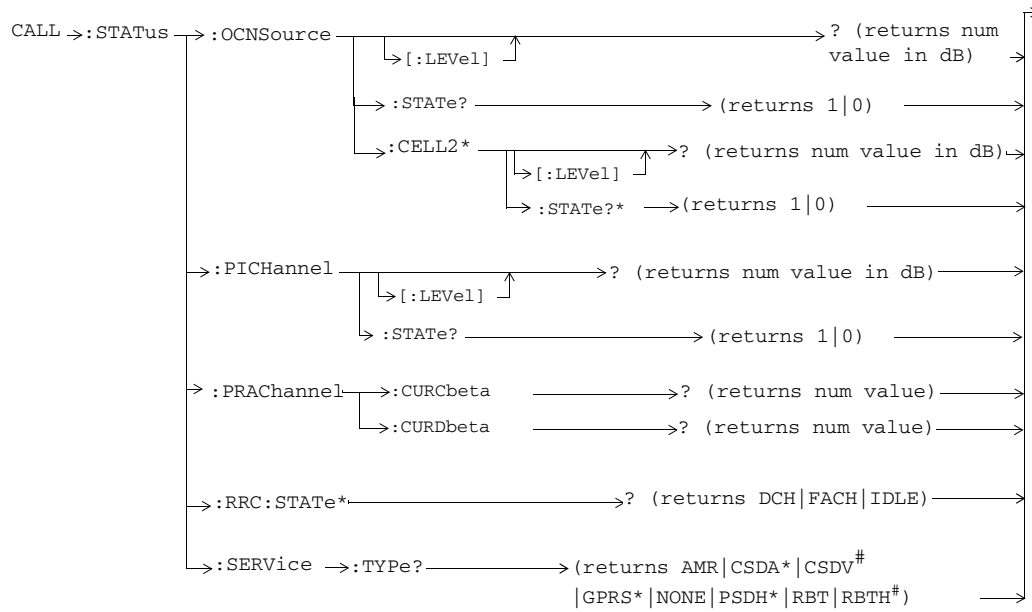 CALL :STATus :OCNSource ? (returns num
[:LEVel] value in dB)
:STATe? (returns 1|0)
:CELL2* ? (returns num value in dB)
[:LEVel]
:STATe?* (returns 1|0)
:PICHannel ? (returns num value in dB)
[:LEVel]
:STATe? (returns 1|0)
:PRAChannel :CURCbeta ? (returns num value)
:CURDbeta ? (returns num value)
:RRC:STATe* ? (returns DCH|FACH|IDLE)
:SERVice :TYPe? (returns AMR|CSDA*|CSDV#
|GPRS*|NONE|PSDH*|RBT|RBTH#)